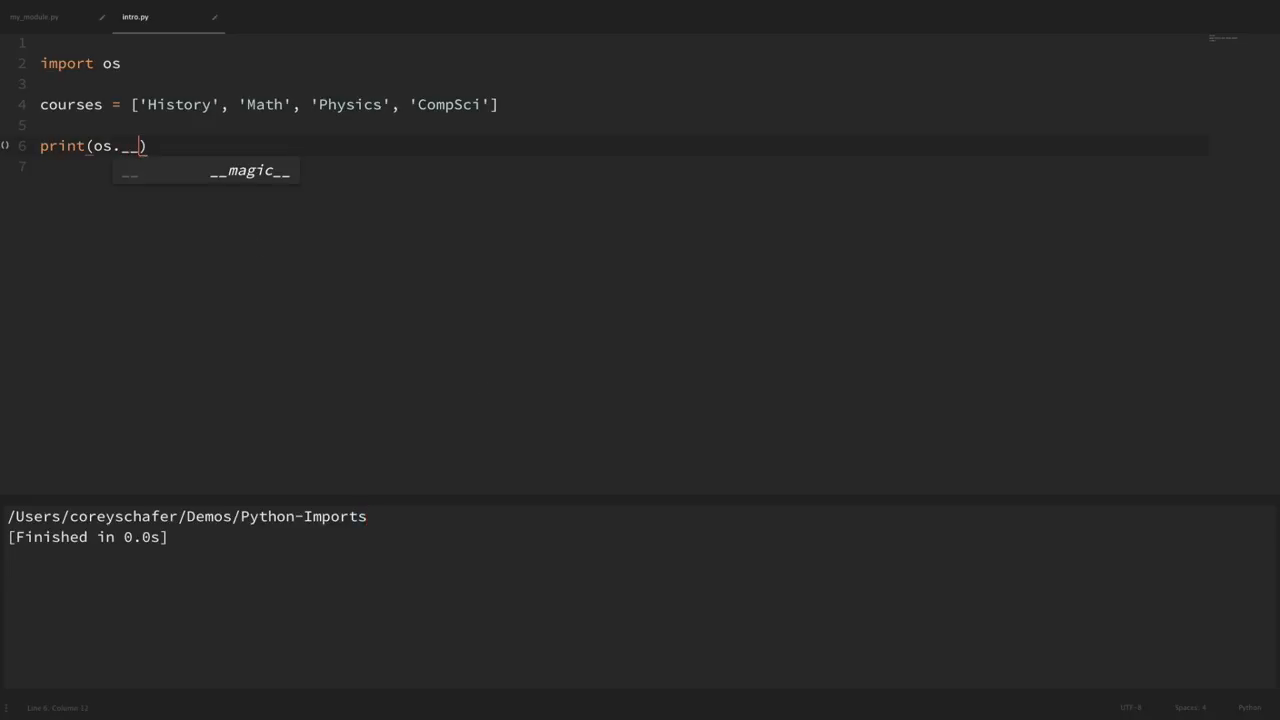 my_module.py intro.py
1
2 import os
3
4 courses = ['History', 'Math', 'Physics', 'CompSci']
5
() 6 print(os.__)
__ __magic__
7
/Users/coreyschafer/Demos/Python-Imports
[Finished in 0.0s]
Line 6, Column 12 UTF-8 Spaces: 4 Python